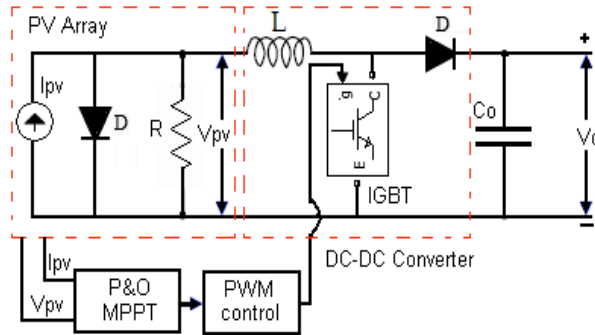 PV Array
L
D
Ipv
D
R
Vpv
g
C
E
IGBT
Co
+
Vo
–
DC-DC Converter
Ipv
Vpv
P&O
MPPT
PWM
control